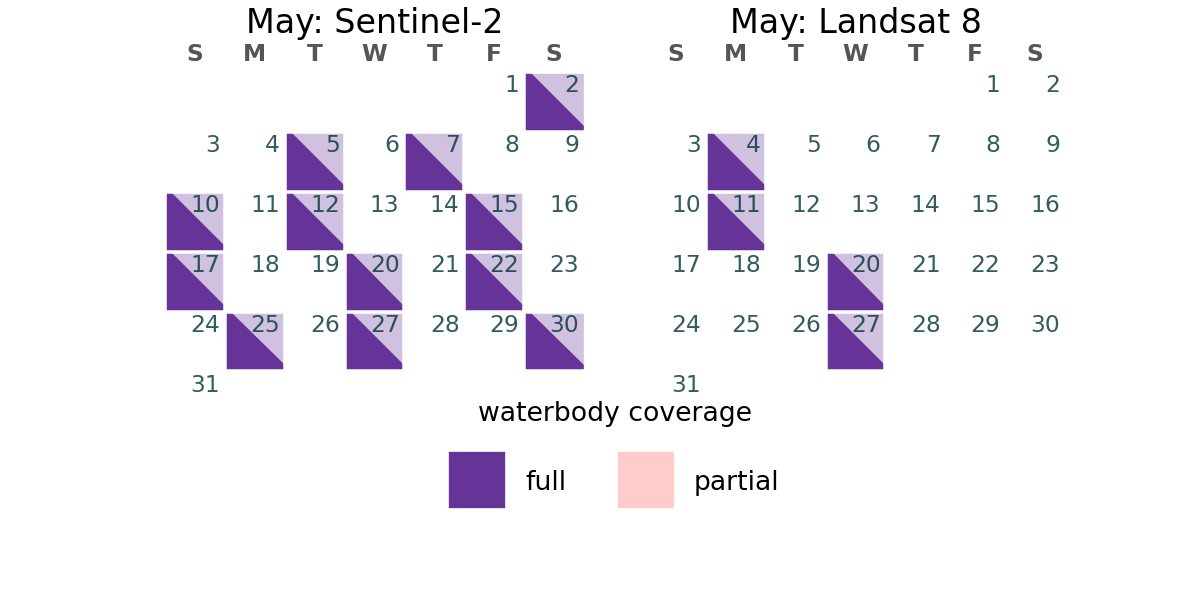 May: Sentinel-2
S M T W T F S
1 2
3 4 5 6 7 8 9
10 11 12 13 14 15 16
17 18 19 20 21 22 23
24 25 26 27 28 29 30
31
May: Landsat 8
S M T W T F S
1 2
3 4 5 6 7 8 9
10 11 12 13 14 15 16
17 18 19 20 21 22 23
24 25 26 27 28 29 30
31
waterbody coverage
full
partial